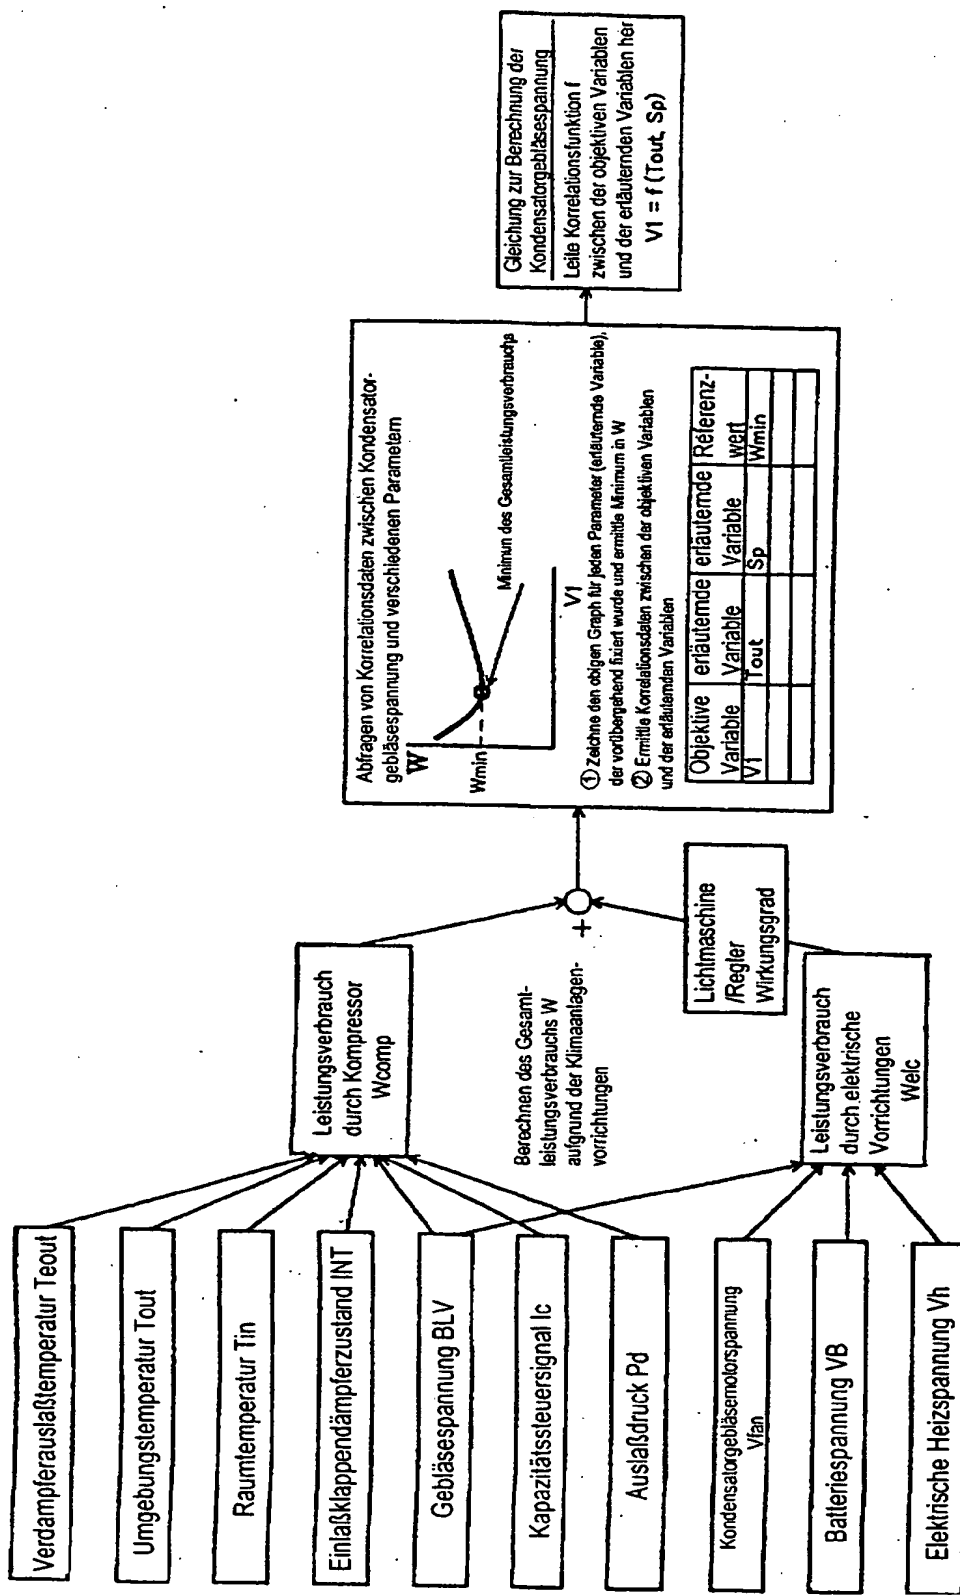 Verdampferauslaßtemperatur Teout
Umgebungstemperatur Tout
Raumtemperatur Tin
Einlaßklappendämpferzustand INT
Gebläsespannung BLV
Kapazitätssteuersignal Ic
Auslaßdruck Pd
Kondensatorgebläsemotorspannung
Vfan
Batteriespannung VB
Elektrische Heizspannung Vh
Leistungsverbrauch
durch Kompressor
Wcomp
Berechnen des Gesamt-
leistungsverbrauchs W
aufgrund der Klimaanlagen-
vorrichtungen
Leistungsverbrauch
durch elektrische
Vorrichtungen
Welc
+
Lichtmaschine
/Regler
Wirkungsgrad
Abfragen von Korrelationsdaten zwischen Kondensator-
gebläsespannung und verschiedenen Parametern
W
Wmin
Minimun des Gesamtleistungsverbrauchs
V1
① Zeichne den obigen Graph für jeden Parameter (erläuternde Variable),
der vorübergehend fixiert wurde und ermittle Minimum in W
② Ermittle Korrelationsdaten zwischen der objektiven Variablen
und der erläuternden Variablen
Objektive erläuternde erläuternde Referenz-
Variable Variable Variable wert
V1 Tout Sp Wmin
Gleichung zur Berechnung der
Kondensatorgebläsespannung
Leite Korrelationsfunktion f
zwischen der objektiven Variablen
und der erläuternden Variablen her
V1 = f (Tout, Sp)